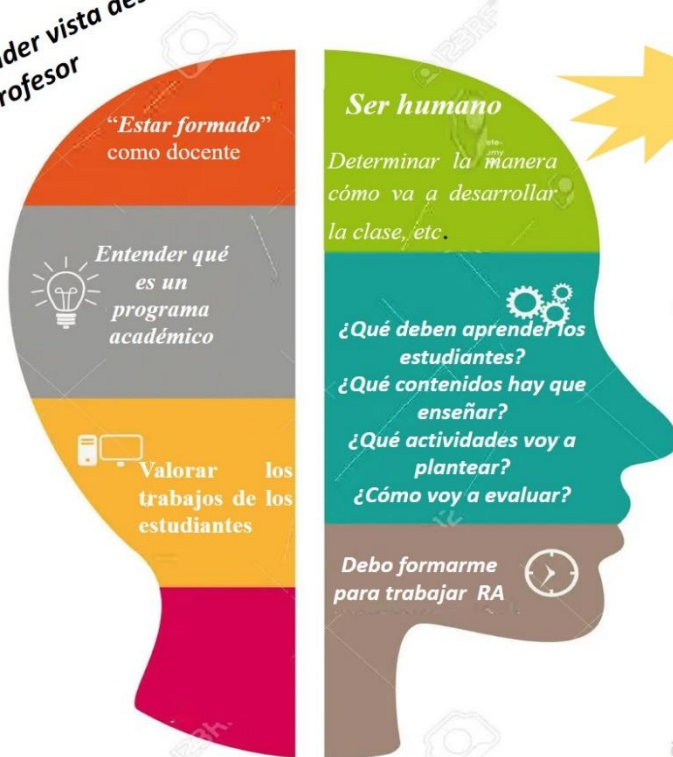 der vista des
rofesor
“Estar formado”
como docente
Entender qué
es un
programa
académico
Valorar los
trabajos de los
estudiantes
Ser humano
Determinar la manera
cómo va a desarrollar
la clase, etc.
¿Qué deben aprender los
estudiantes?
¿Qué contenidos hay que
enseñar?
¿Qué actividades voy a
plantear?
¿Cómo voy a evaluar?
Debo formarme
para trabajar RA